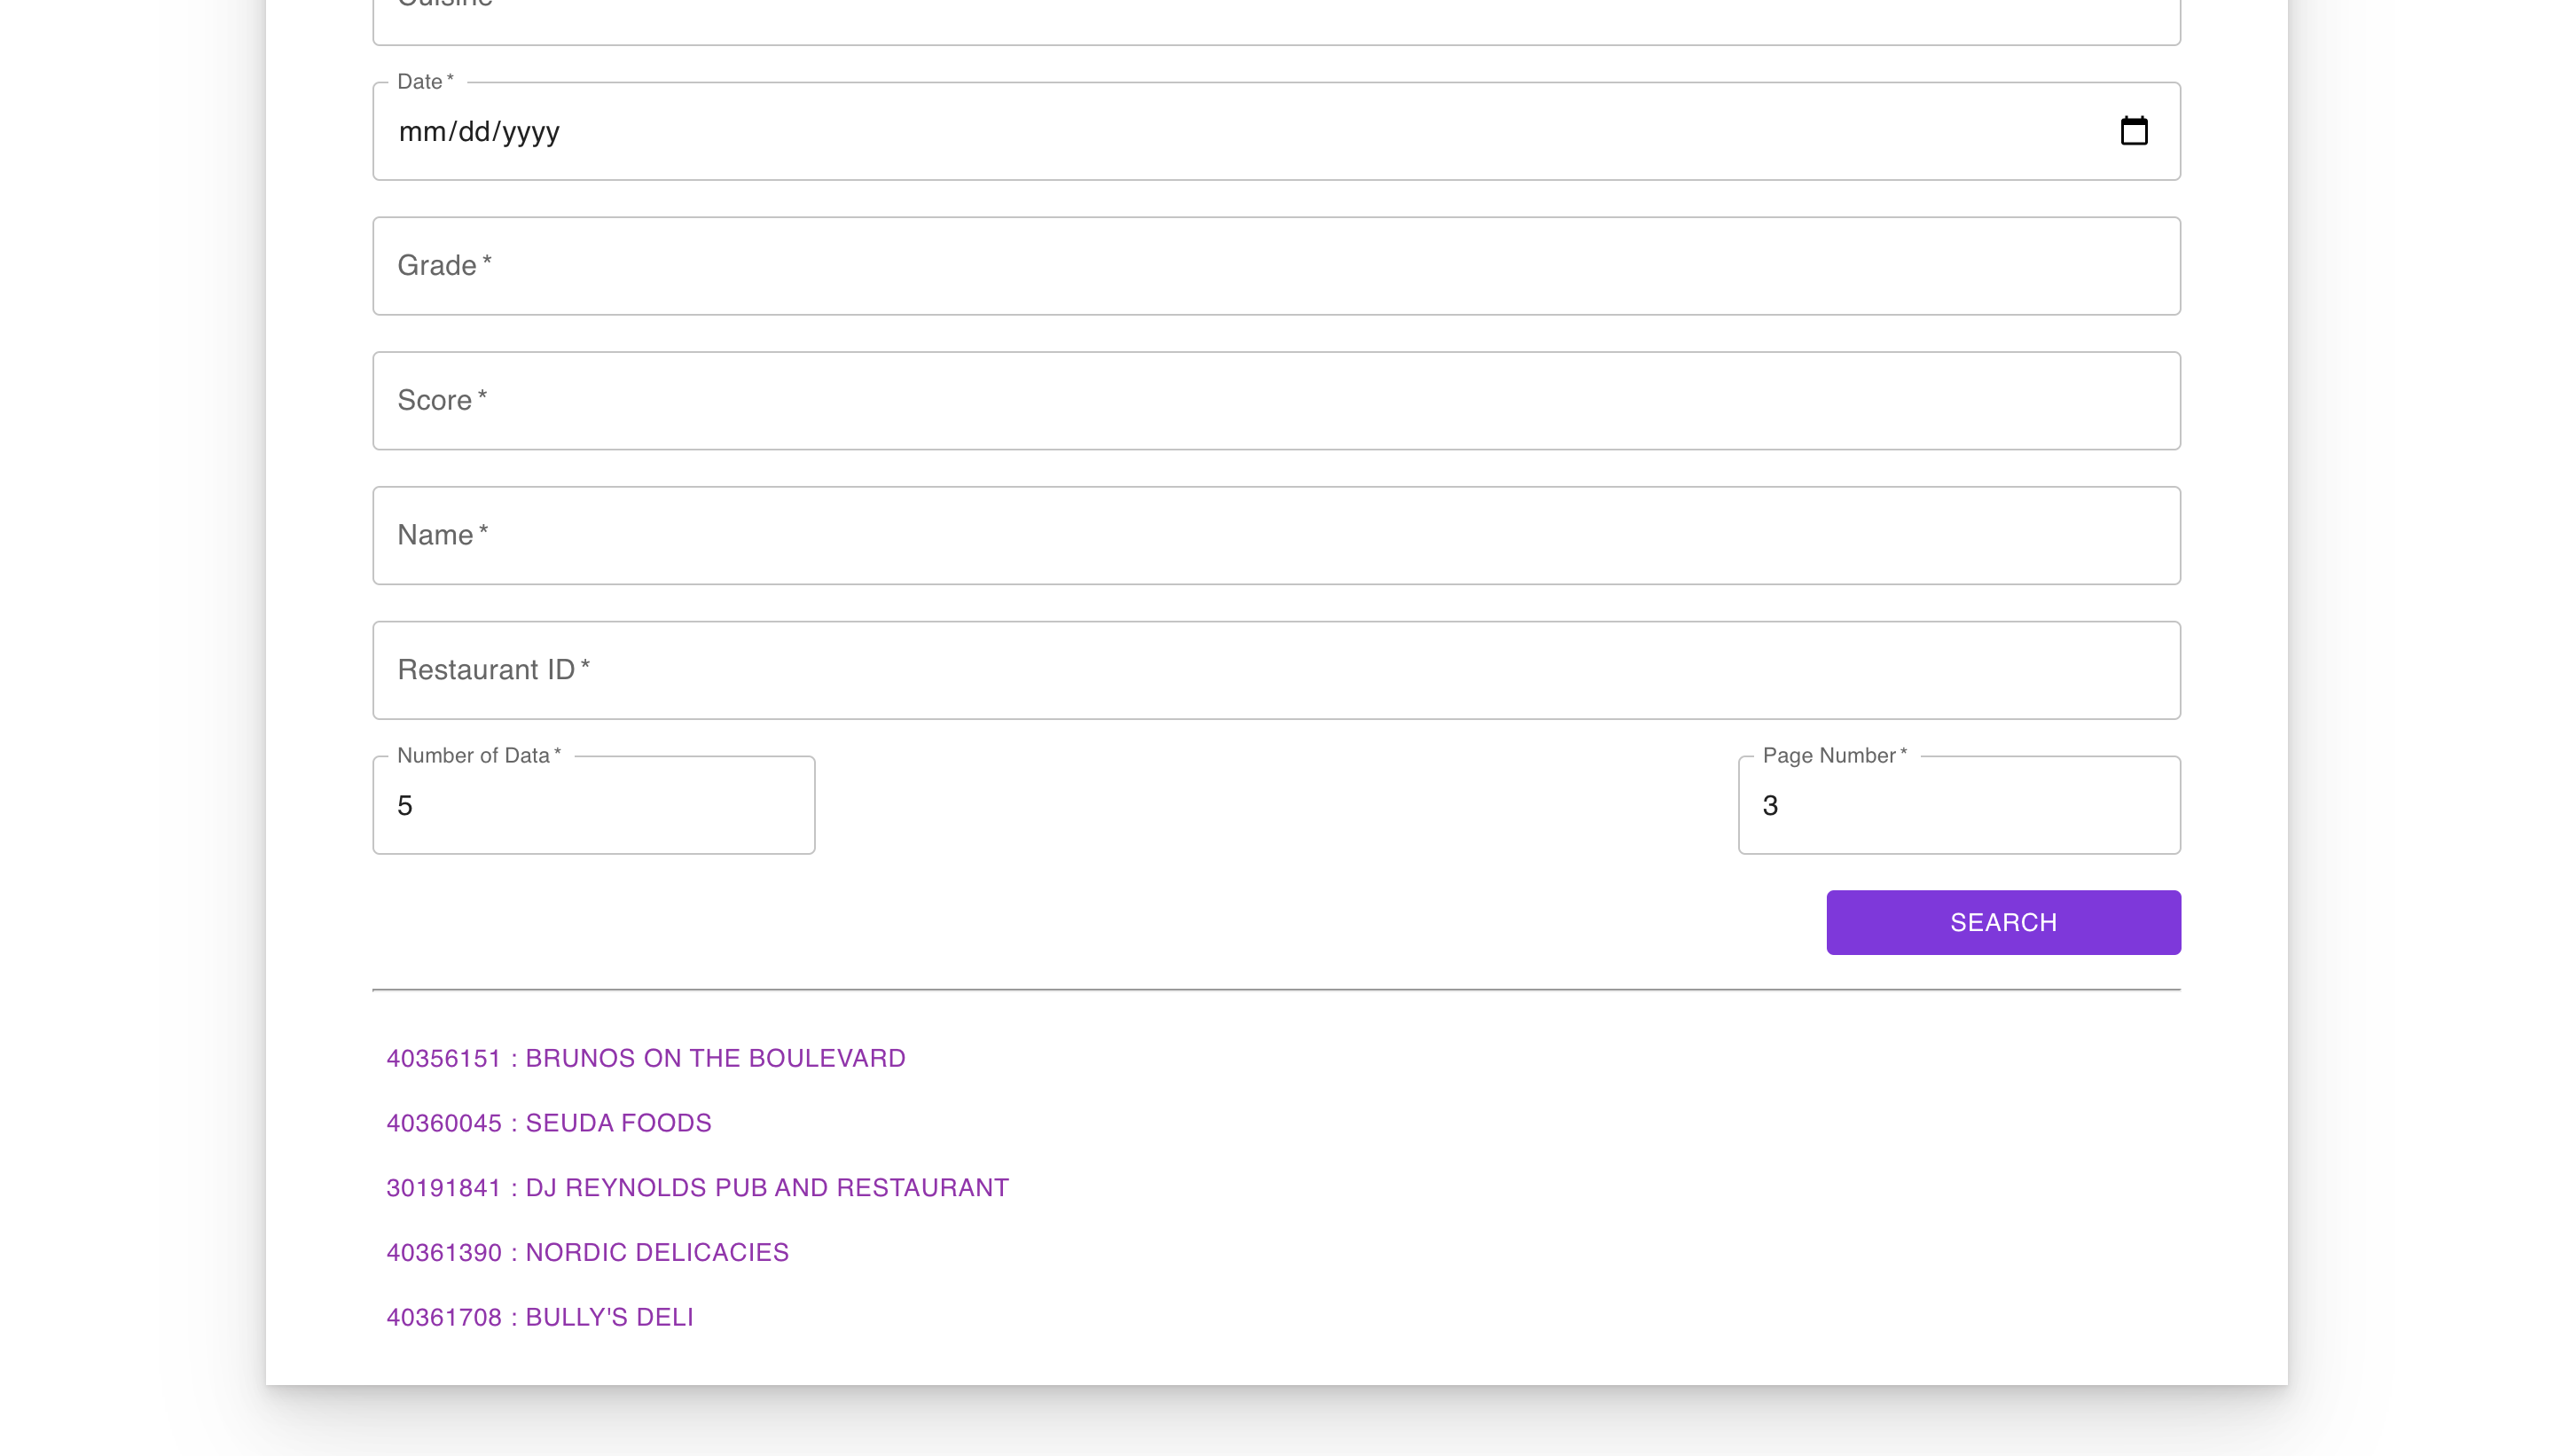 Cuisine
Date *
mm/dd/yyyy
Grade *
Score *
Name *
Restaurant ID *
Number of Data * Page Number *
5 3
SEARCH
40356151 : BRUNOS ON THE BOULEVARD
40360045 : SEUDA FOODS
30191841 : DJ REYNOLDS PUB AND RESTAURANT
40361390 : NORDIC DELICACIES
40361708 : BULLY'S DELI